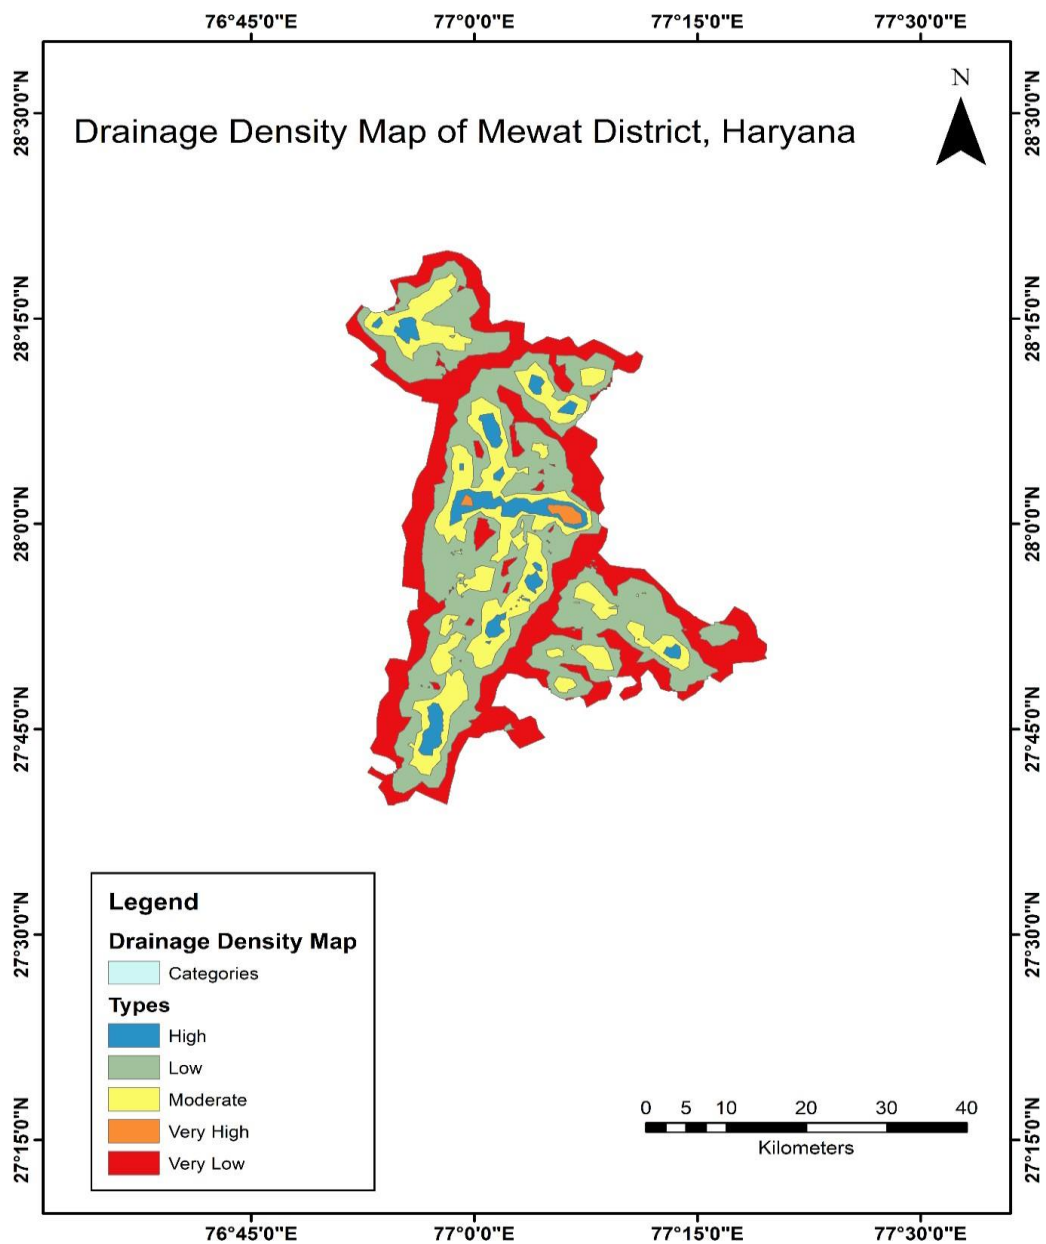 76°45'0"E 77°0'0"E 77°15'0"E 77°30'0"E
N
Drainage Density Map of Mewat District, Haryana
28°30'0"N 28°30'0"N
28°15'0"N 28°15'0"N
28°0'0"N 28°0'0"N
27°45'0"N 27°45'0"N
27°30'0"N 27°30'0"N
27°15'0"N 27°15'0"N
Legend
Drainage Density Map
Categories
Types
High
Low
Moderate
Very High
Very Low
0 5 10 20 30 40
Kilometers
76°45'0"E 77°0'0"E 77°15'0"E 77°30'0"E